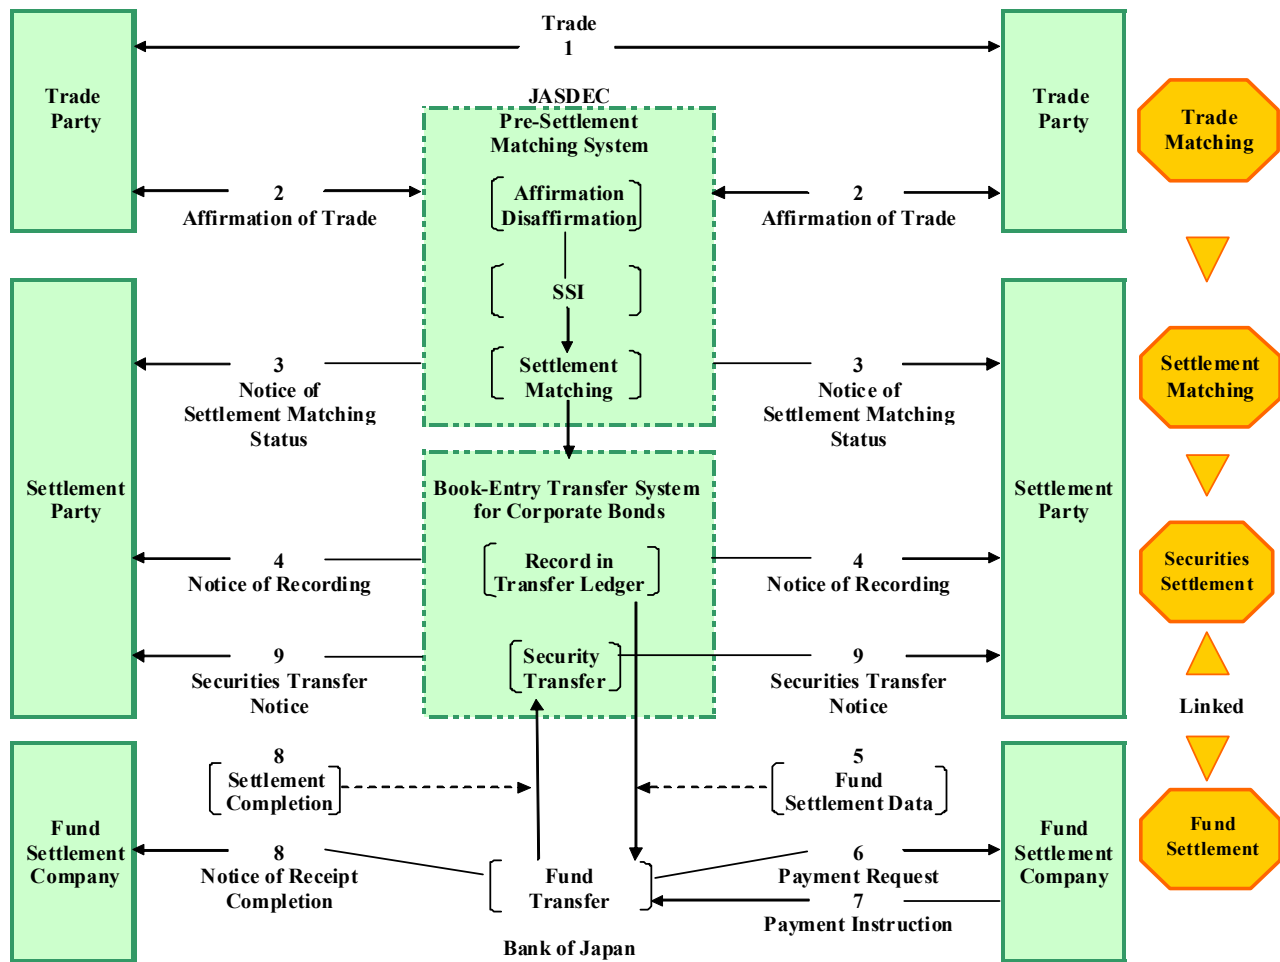 Trade
1
Trade
Party
JASDEC
Pre-Settlement
Matching System
Trade
Party
Trade
Matching
2
Affirmation of Trade
Affirmation
Disaffirmation
2
Affirmation of Trade
SSI
3
Notice of
Settlement Matching
Status
Settlement
Matching
3
Notice of
Settlement Matching
Status
Settlement
Matching
Settlement
Party
Book-Entry Transfer System
for Corporate Bonds
Settlement
Party
4
Notice of Recording
Record in
Transfer Ledger
4
Notice of Recording
Securities
Settlement
9
Securities Transfer
Notice
Security
Transfer
9
Securities Transfer
Notice
Linked
8
Settlement
Completion
5
Fund
Settlement Data
Fund
Settlement
Company
8
Notice of Receipt
Completion
Fund
Transfer
6
Payment Request
7
Payment Instruction
Fund
Settlement
Company
Fund
Settlement
Bank of Japan